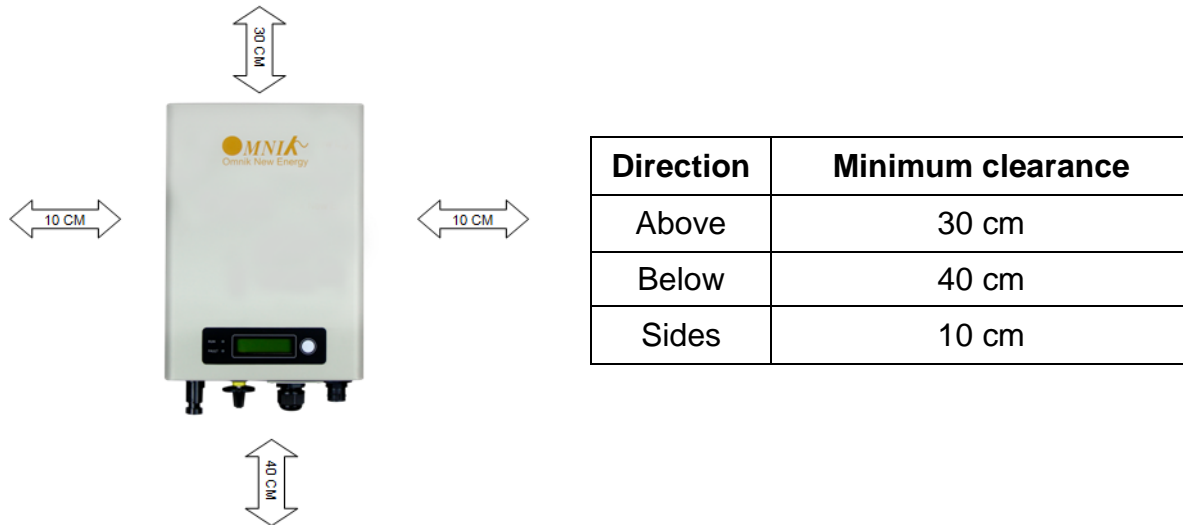 30 CM
OMNIK
Omnik New Energy
10 CM
10 CM
40 CM
Direction Minimum clearance
Above 30 cm
Below 40 cm
Sides 10 cm